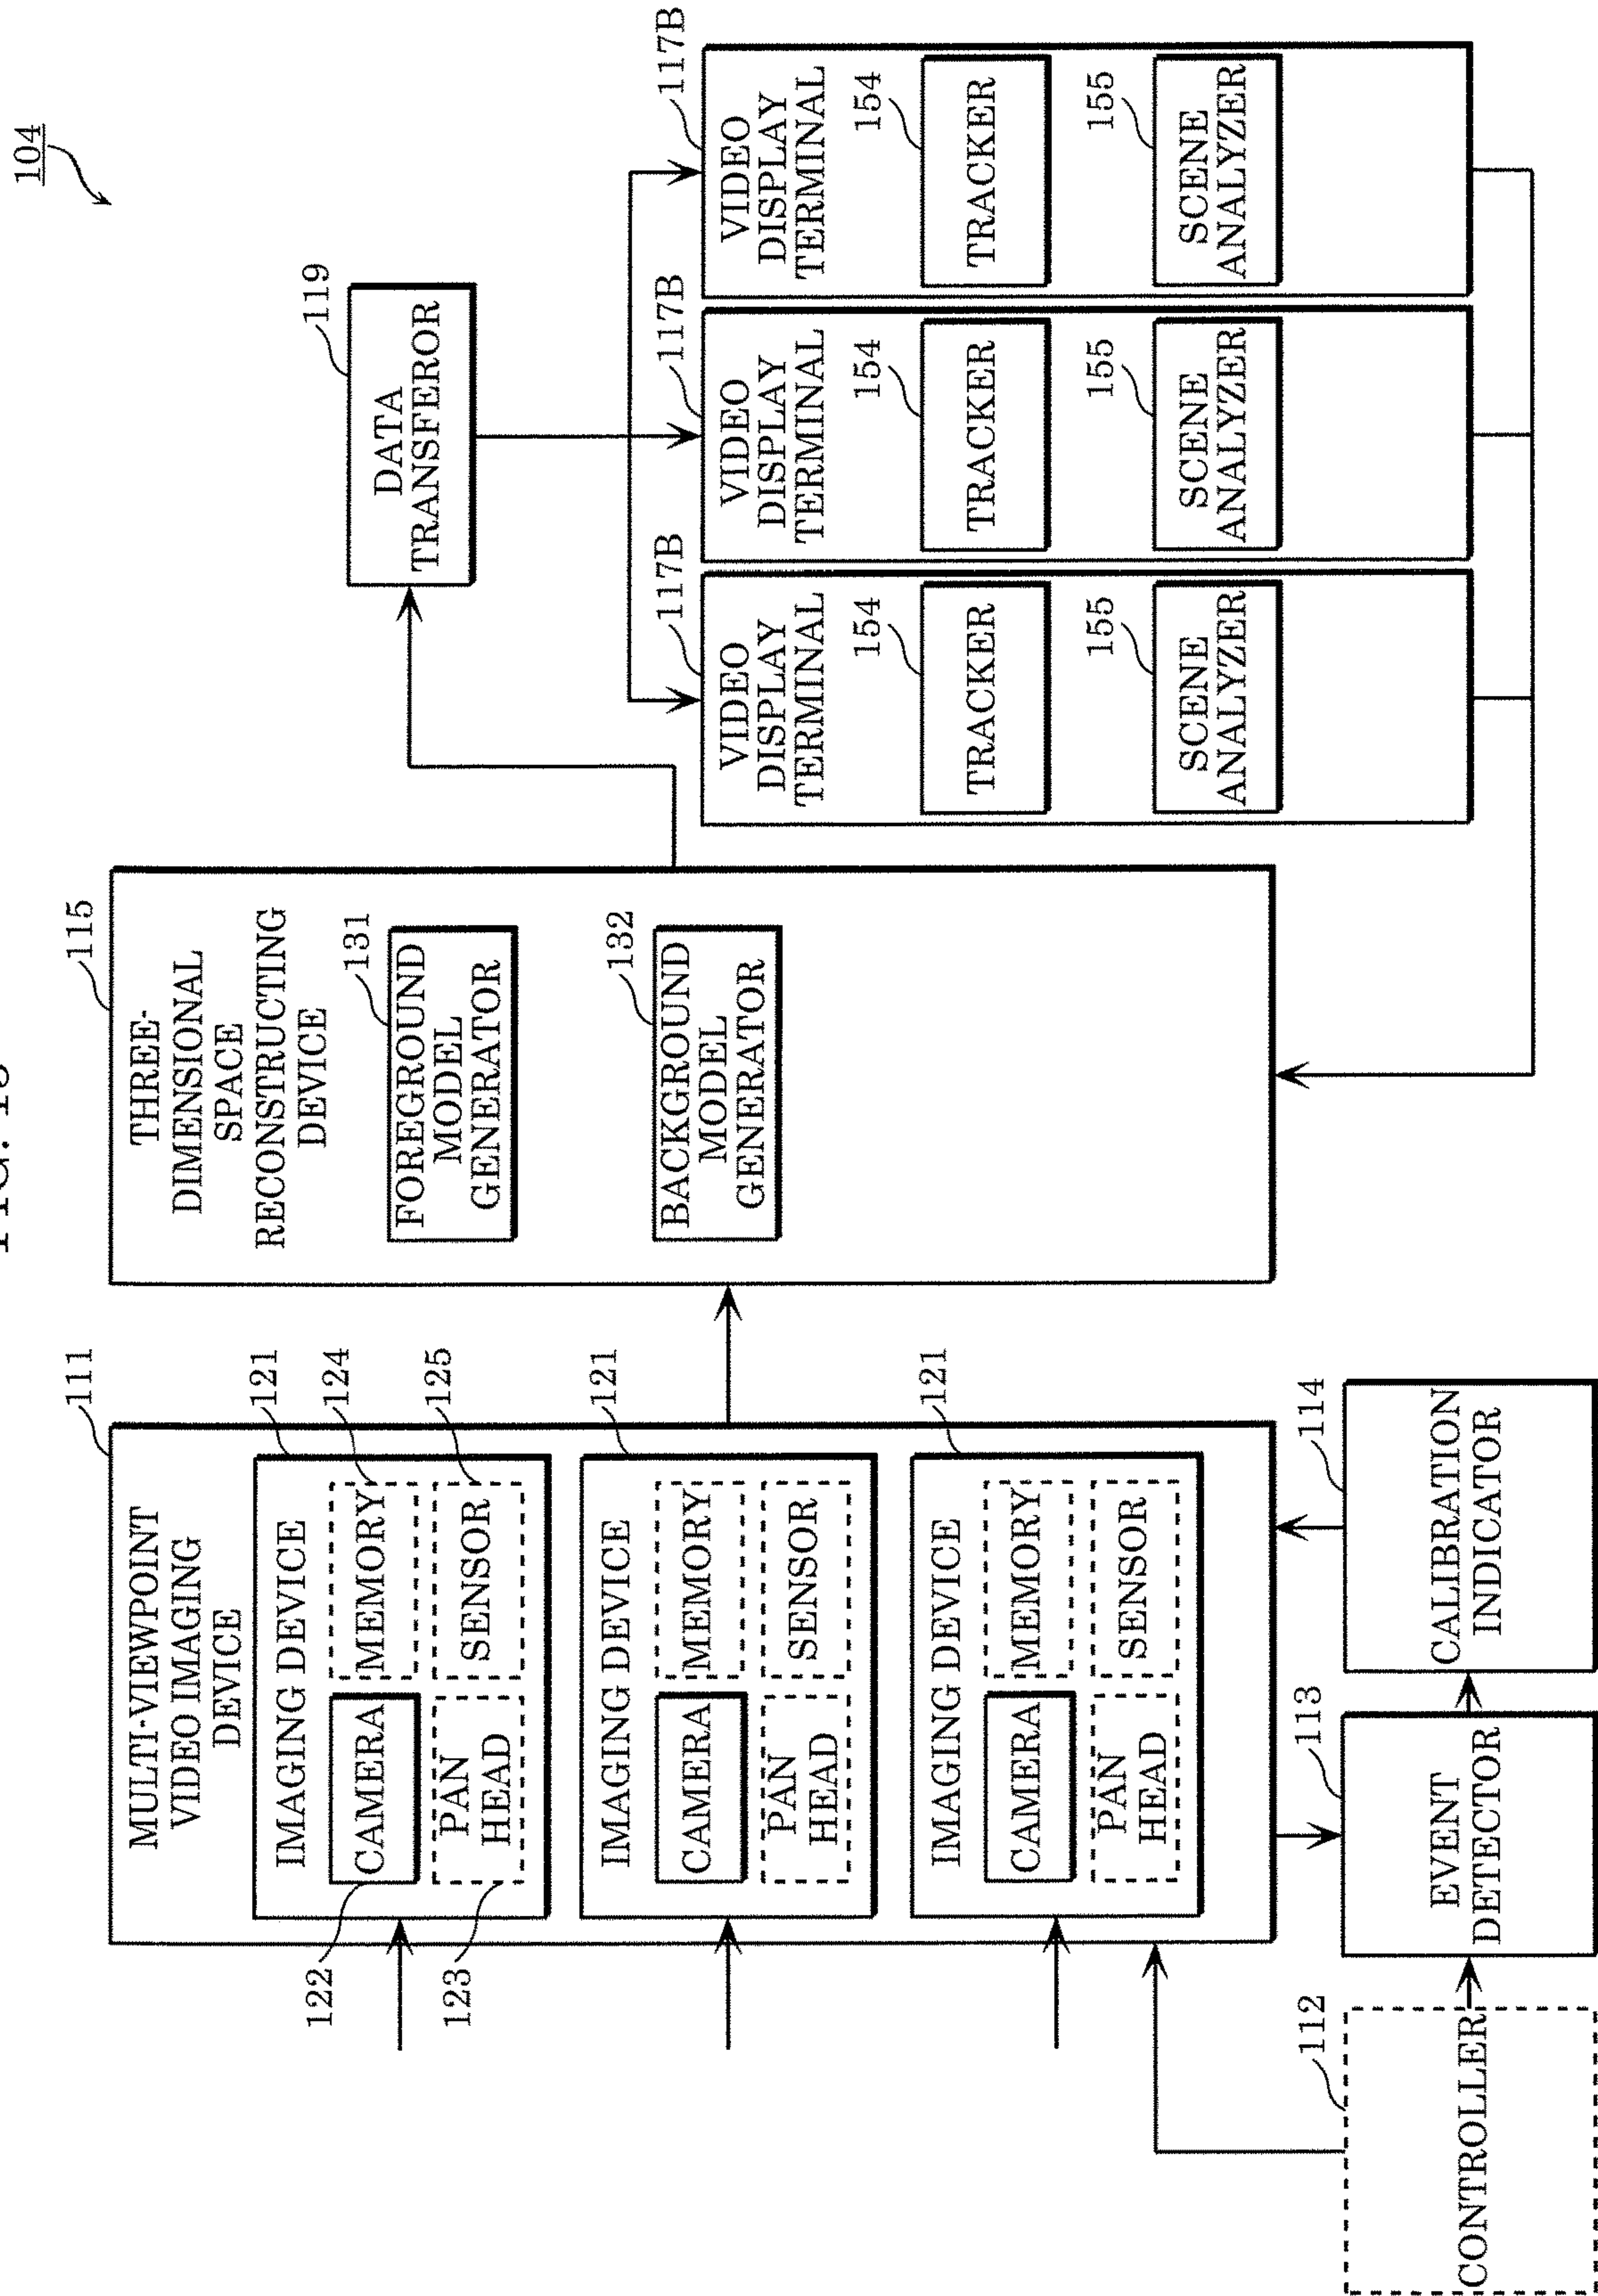 FIG.
104
111
MULTI-VIEWPOINT
VIDEO IMAGING
DEVICE
121
IMAGING DEVICE
122
CAMERA
124
MEMORY
123
PAN
HEAD
125
SENSOR
121
IMAGING DEVICE
CAMERA
MEMORY
PAN
HEAD
SENSOR
121
IMAGING DEVICE
CAMERA
MEMORY
PAN
HEAD
SENSOR
112
CONTROLLER
113
EVENT
DETECTOR
114
CALIBRATION
INDICATOR
115
THREE-
DIMENSIONAL
SPACE
RECONSTRUCTING
DEVICE
131
FOREGROUND
MODEL
GENERATOR
132
BACKGROUND
MODEL
GENERATOR
119
DATA
TRANSFEROR
117B
VIDEO
DISPLAY
TERMINAL
154
TRACKER
155
SCENE
ANALYZER
117B
VIDEO
DISPLAY
TERMINAL
154
TRACKER
155
SCENE
ANALYZER
117B
VIDEO
DISPLAY
TERMINAL
154
TRACKER
155
SCENE
ANALYZER